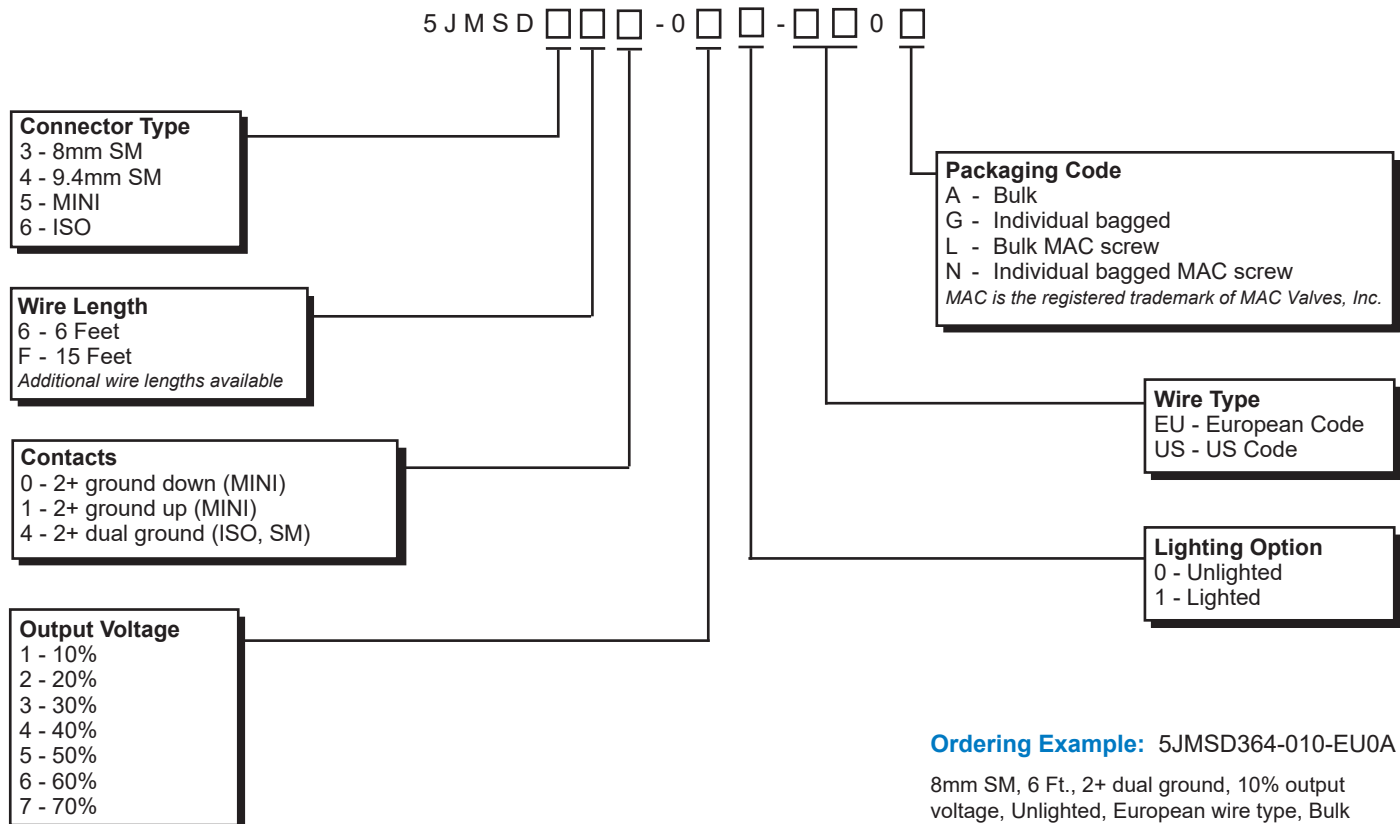 5 J M S D □ □ □ - 0 □ □ - □ □ 0 □
Connector Type
3 - 8mm SM
4 - 9.4mm SM
5 - MINI
6 - ISO
Wire Length
6 - 6 Feet
F - 15 Feet
Additional wire lengths available
Contacts
0 - 2+ ground down (MINI)
1 - 2+ ground up (MINI)
4 - 2+ dual ground (ISO, SM)
Output Voltage
1 - 10%
2 - 20%
3 - 30%
4 - 40%
5 - 50%
6 - 60%
7 - 70%
Packaging Code
A - Bulk
G - Individual bagged
L - Bulk MAC screw
N - Individual bagged MAC screw
MAC is the registered trademark of MAC Valves, Inc.
Wire Type
EU - European Code
US - US Code
Lighting Option
0 - Unlighted
1 - Lighted
Ordering Example: 5JMSD364-010-EU0A
8mm SM, 6 Ft., 2+ dual ground, 10% output
voltage, Unlighted, European wire type, Bulk